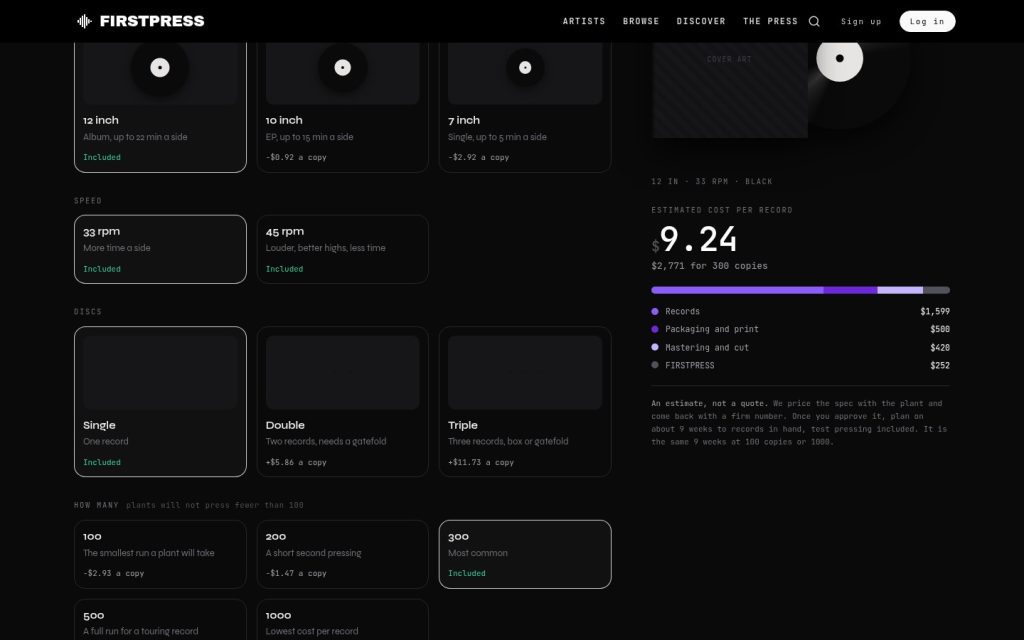 FIRSTPRESS
ARTISTS BROWSE DISCOVER THE PRESS Sign up Log in
COVER ART
12 inch
Album, up to 22 min a side
Included
10 inch
EP, up to 15 min a side
-$0.92 a copy
7 inch
Single, up to 5 min a side
-$2.92 a copy
SPEED
33 rpm
More time a side
Included
45 rpm
Louder, better highs, less time
Included
DISCS
Single
One record
Included
Double
Two records, needs a gatefold
+$5.86 a copy
Triple
Three records, box or gatefold
+$11.73 a copy
HOW MANY plants will not press fewer than 100
100
The smallest run a plant will take
-$2.93 a copy
200
A short second pressing
-$1.47 a copy
300
Most common
Included
500
A full run for a touring record
1000
Lowest cost per record
12 IN · 33 RPM · BLACK
ESTIMATED COST PER RECORD
$9.24
$2,771 for 300 copies
Records $1,599
Packaging and print $500
Mastering and cut $420
FIRSTPRESS $252
An estimate, not a quote. We price the spec with the plant and
come back with a firm number. Once you approve it, plan on
about 9 weeks to records in hand, test pressing included. It is
the same 9 weeks at 100 copies or 1000.